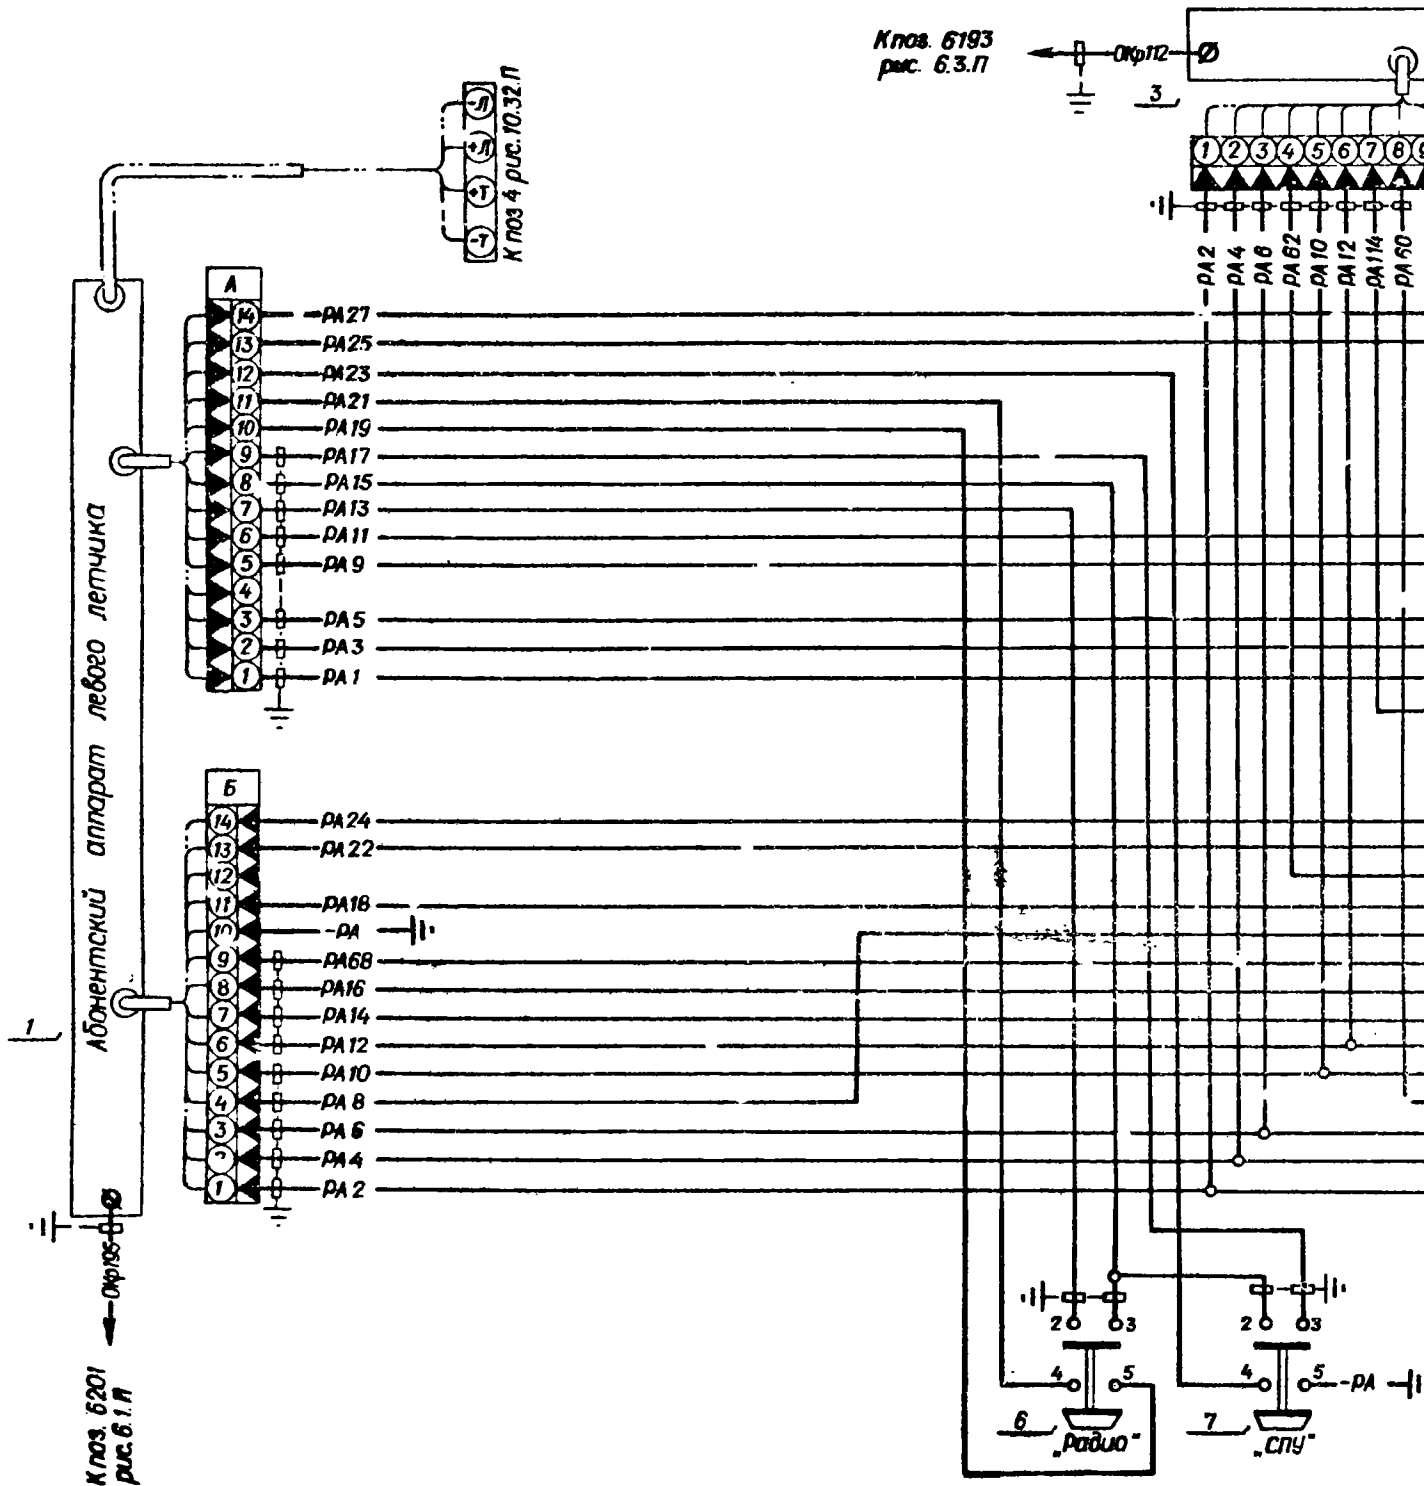 К поз. 6193
рис. 6.3.П
ОКр112
3
-Л
+Л
+Т
-Т
К поз 4 рис. 10.32.П
1 2 3 4 5 6 7 8 9
РА2
РА4
РА6
РА62
РА10
РА12
РА114
РА60
А
14 РА27
13 РА25
12 РА23
11 РА21
10 РА19
9 РА17
8 РА15
7 РА13
6 РА11
5 РА9
4
3 РА5
2 РА3
1 РА1
Абонентский аппарат левого летчика
1
Б
14 РА24
13 РА22
12
11 РА18
10 -РА
9 РА68
8 РА16
7 РА14
6 РА12
5 РА10
4 РА8
3 РА6
2 РА4
1 РА2
ОКр195
К поз. 6201
рис. 6.1.П
2 3
4 5
6
„Радио"
2 3
4 5 -РА
7
„СПУ"